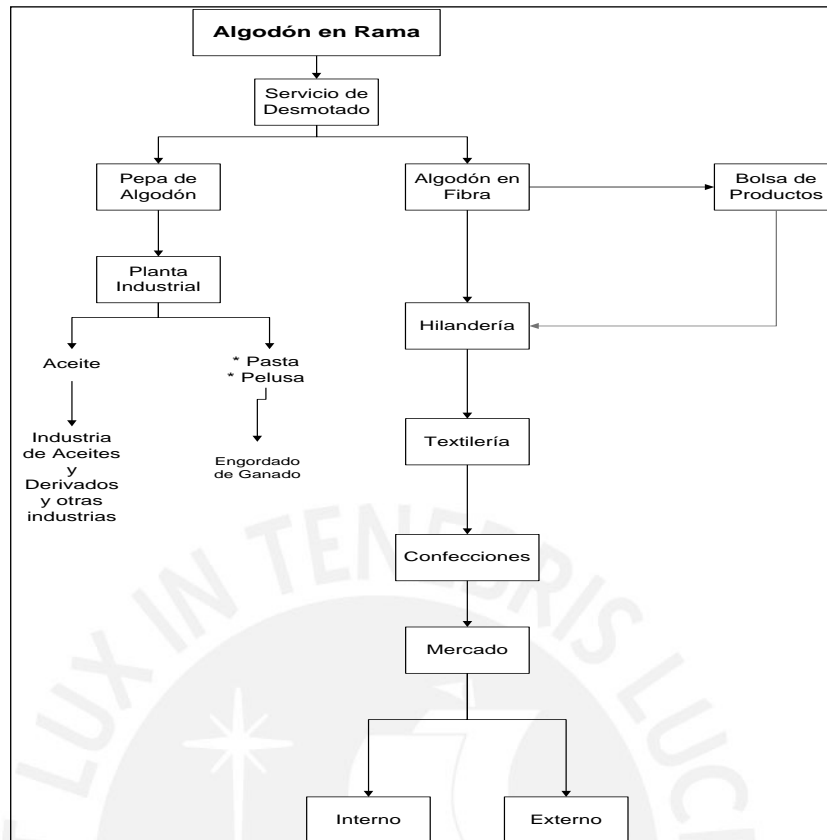 Algodón en Rama
Servicio de
Desmotado
Pepa de
Algodón
Algodón en
Fibra
Bolsa de
Productos
Planta
Industrial
Hilandería
Aceite
* Pasta
* Pelusa
Industria
de Aceites
y
Derivados
y otras
industrias
Engordado
de Ganado
Textilería
Confecciones
Mercado
Interno
Externo
LUX IN TENEBRIS LUC